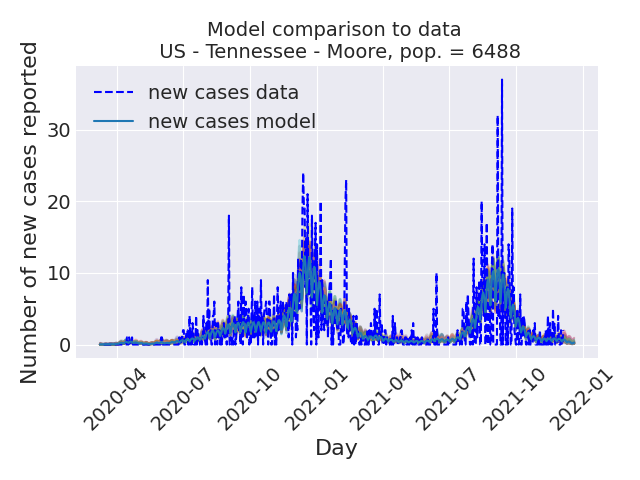 Model comparison to data
US - Tennessee - Moore, pop. = 6488
Number of new cases reported
new cases data
new cases model
30
20
10
0
2020-04
2020-07
2020-10
2021-01
2021-04
2021-07
2021-10
2022-01
Day